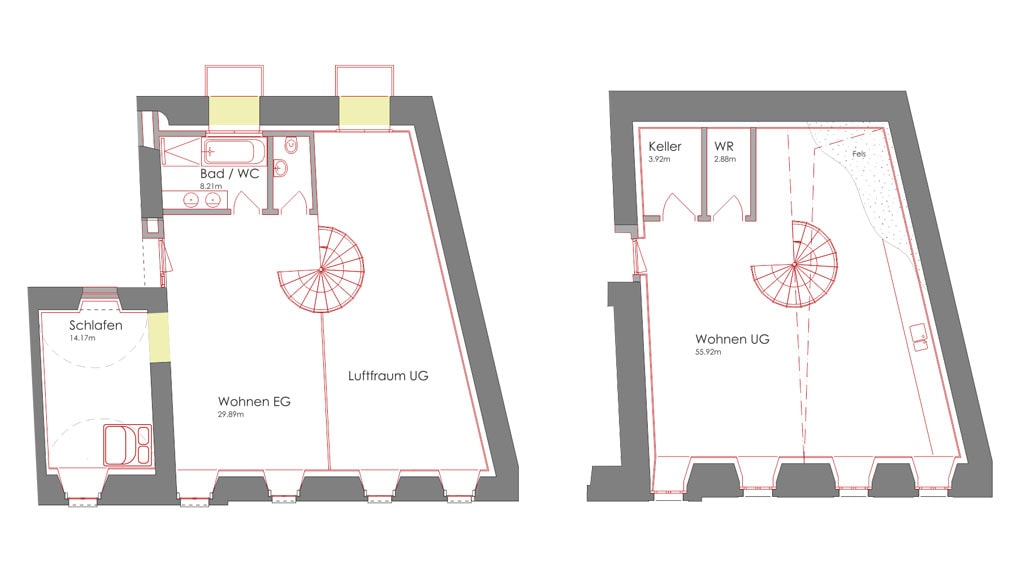 Bad / WC
8.21m
Schlafen
14.17m
Luftfraum UG
Wohnen EG
29.89m
Keller
3.92m
WR
2.88m
Fels
Wohnen UG
55.92m